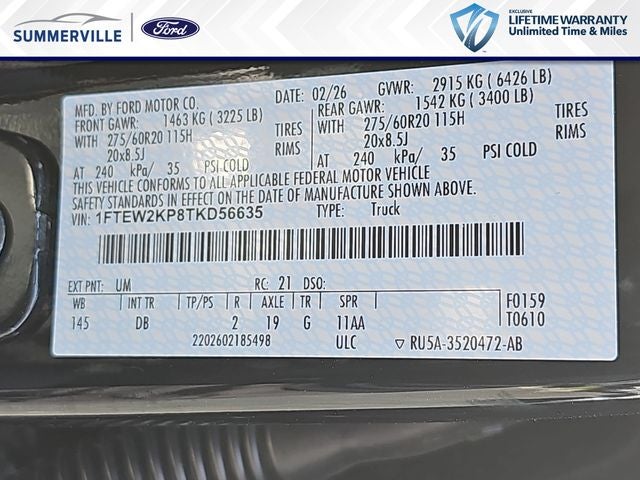 SUMMERVILLE Ford
EXCLUSIVE
LIFETIME WARRANTY
Unlimited Time & Miles
MFD. BY FORD MOTOR CO. DATE: 02/26 GVWR: 2915 KG ( 6426 LB)
FRONT GAWR: 1463 KG ( 3225 LB) REAR GAWR: 1542 KG ( 3400 LB)
WITH 275/60R20 115H TIRES WITH 275/60R20 115H TIRES
20x8.5J RIMS 20x8.5J RIMS
AT 240 kPa/ 35 PSI COLD AT 240 kPa/ 35 PSI COLD
THIS VEHICLE CONFORMS TO ALL APPLICABLE FEDERAL MOTOR VEHICLE
SAFETY STANDARDS IN EFFECT ON THE DATE OF MANUFACTURE SHOWN ABOVE.
VIN: 1FTEW2KP8TKD56635 TYPE: Truck
EXT PNT: UM RC: 21 DSO:
WB INT TR TP/PS R AXLE TR SPR F0159
145 DB 2 19 G 11AA T0610
2202602185498 ULC ▽ RU5A-3520472-AB